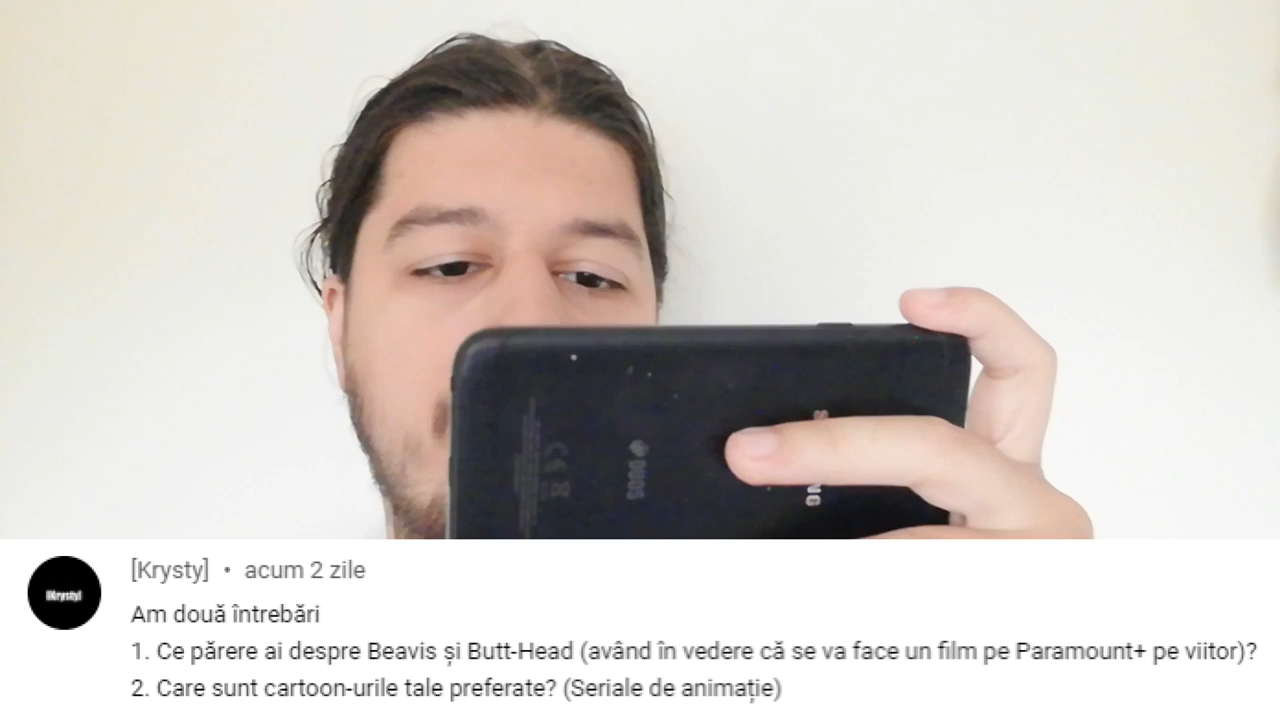 DUOS
[Krysty]
[Krysty] • acum 2 zile
Am două întrebări
1. Ce părere ai despre Beavis și Butt-Head (având în vedere că se va face un film pe Paramount+ pe viitor)?
2. Care sunt cartoon-urile tale preferate? (Seriale de animație)